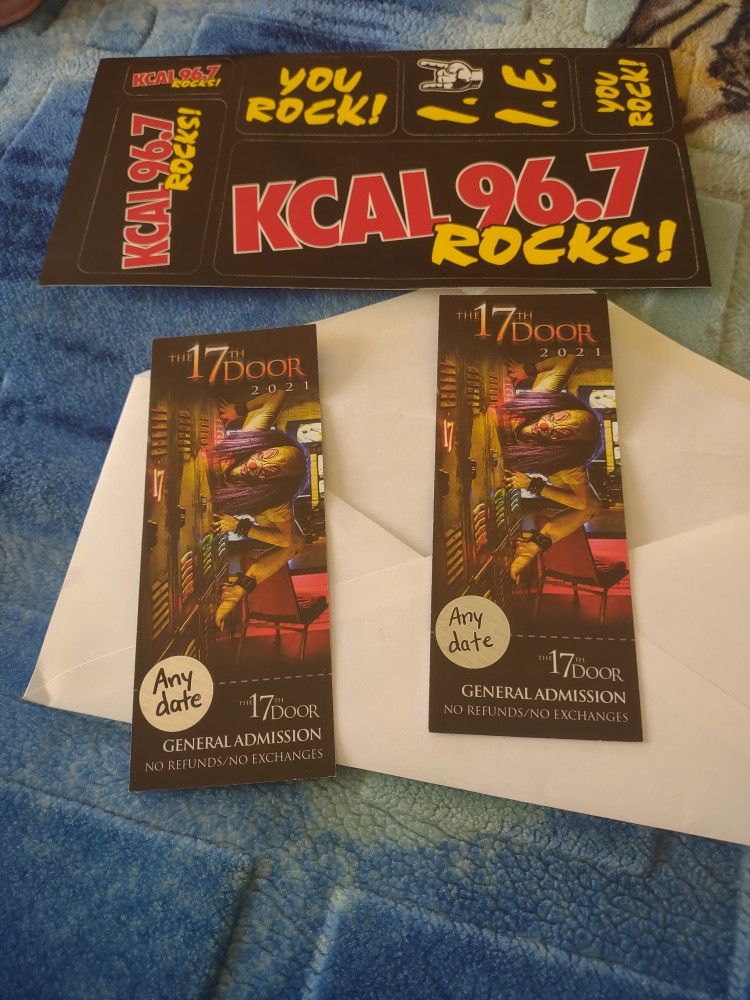 KCAL 96.7
ROCKS!
YOU
ROCK!
I.
I.E.
YOU
ROCK!
KCAL 96.7
ROCKS!
KCAL 96.7
ROCKS!
THE 17TH DOOR
2021
17
Any
date
THE 17TH DOOR
GENERAL ADMISSION
NO REFUNDS/NO EXCHANGES
THE 17TH DOOR
2021
17
Any
date
THE 17TH DOOR
GENERAL ADMISSION
NO REFUNDS/NO EXCHANGES